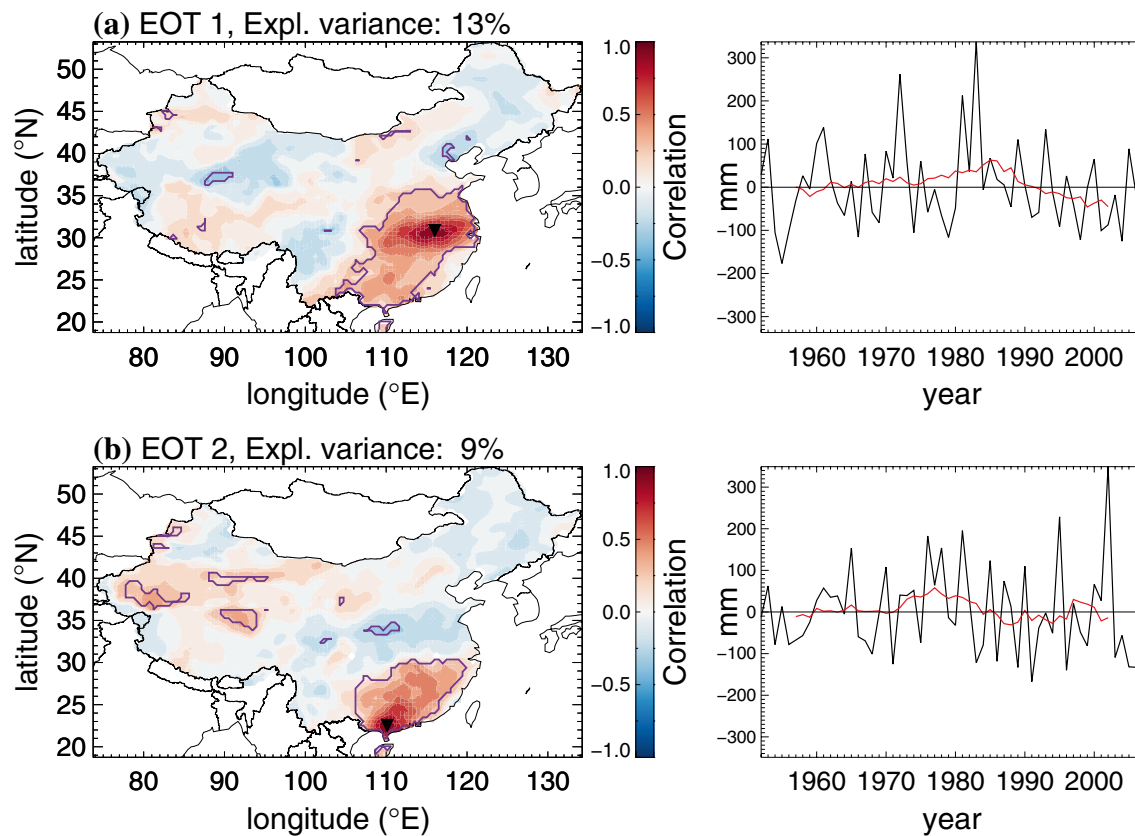 (a) EOT 1, Expl. variance: 13%
latitude (°N)
50
45
40
35
30
25
20
80 90 100 110 120 130
longitude (°E)
1.0
0.5
0.0
−0.5
−1.0
Correlation
mm
300
200
100
0
−100
−200
−300
1960 1970 1980 1990 2000
year
(b) EOT 2, Expl. variance: 9%
latitude (°N)
50
45
40
35
30
25
20
80 90 100 110 120 130
longitude (°E)
1.0
0.5
0.0
−0.5
−1.0
Correlation
mm
300
200
100
0
−100
−200
−300
1960 1970 1980 1990 2000
year